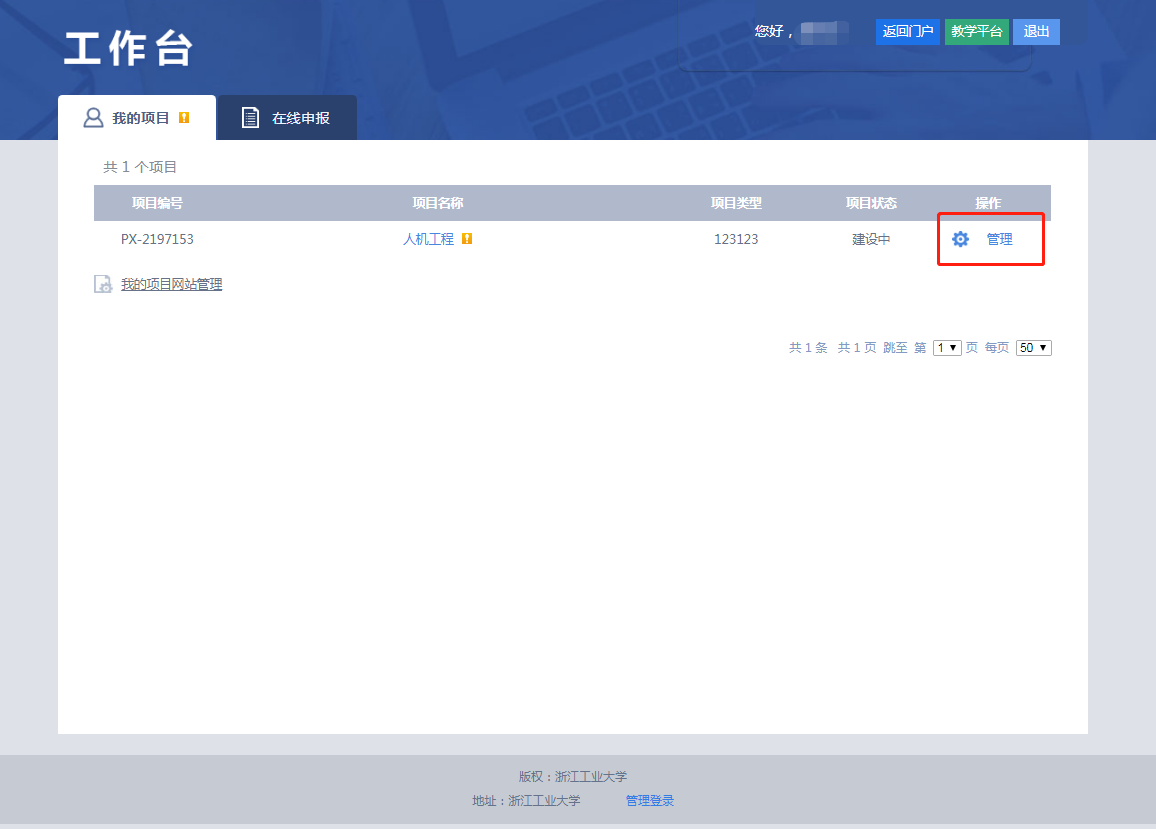 工作台
您好， 返回门户 教学平台 退出
我的项目 在线申报
共 1 个项目
项目编号 项目名称 项目类型 项目状态 操作
PX-2197153 人机工程 123123 建设中 管理
我的项目网站管理
共 1 条 共 1 页 跳至 第 1 页 每页 50
版权：浙江工业大学
地址：浙江工业大学 管理登录